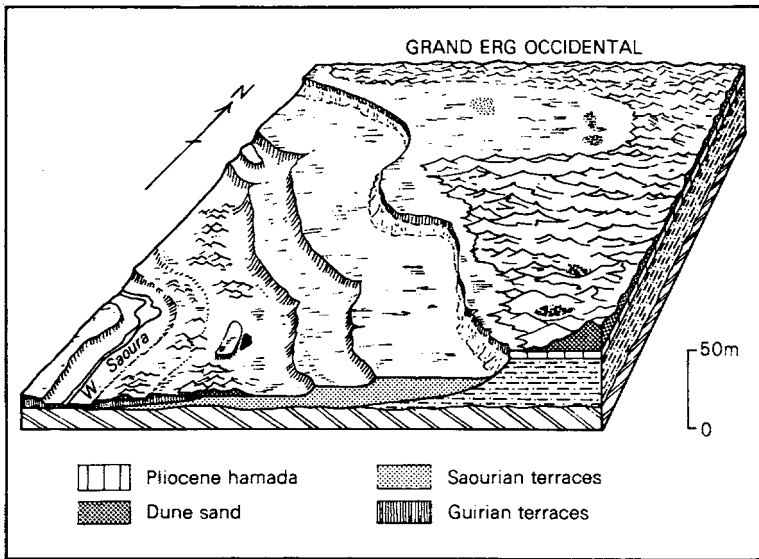 GRAND ERG OCCIDENTAL
N
W Saoura
50m
0
Pliocene hamada
Saourian terraces
Dune sand
Guirian terraces